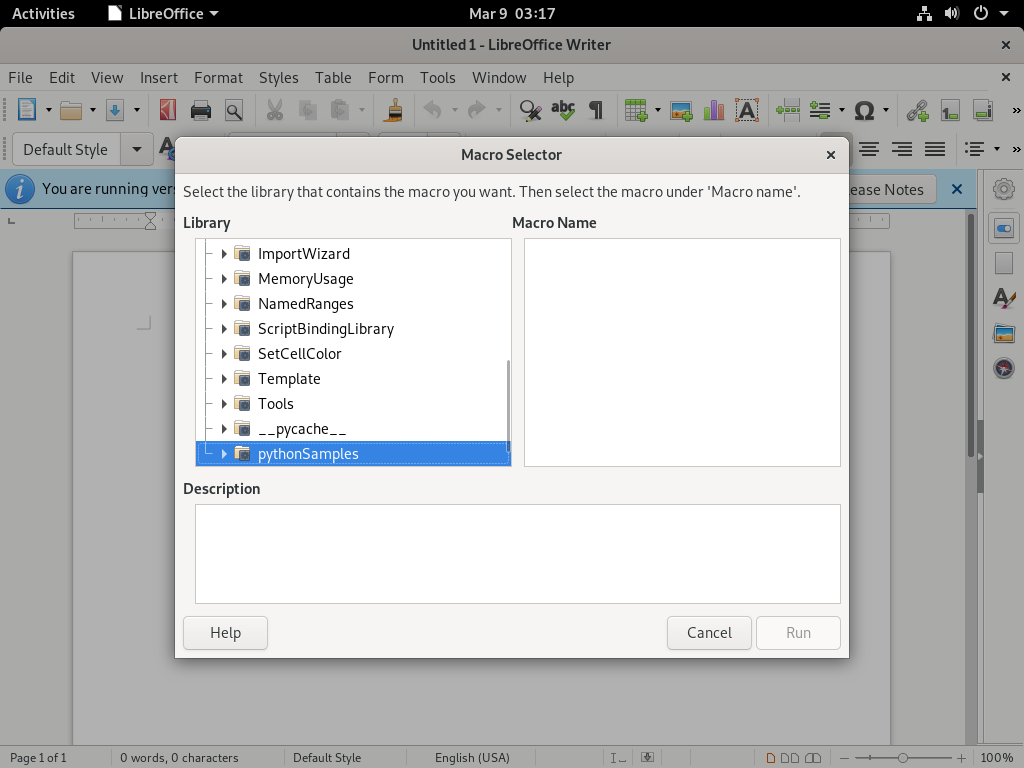 Activities LibreOffice Mar 9 03:17
Untitled 1 - LibreOffice Writer
File Edit View Insert Format Styles Table Form Tools Window Help
Default Style
Macro Selector
You are running ease Notes
Select the library that contains the macro you want. Then select the macro under 'Macro name'.
Library Macro Name
ImportWizard
MemoryUsage
NamedRanges
ScriptBindingLibrary
SetCellColor
Template
Tools
__pycache__
pythonSamples
Description
Help Cancel Run
Page 1 of 1 0 words, 0 characters Default Style English (USA) 100%